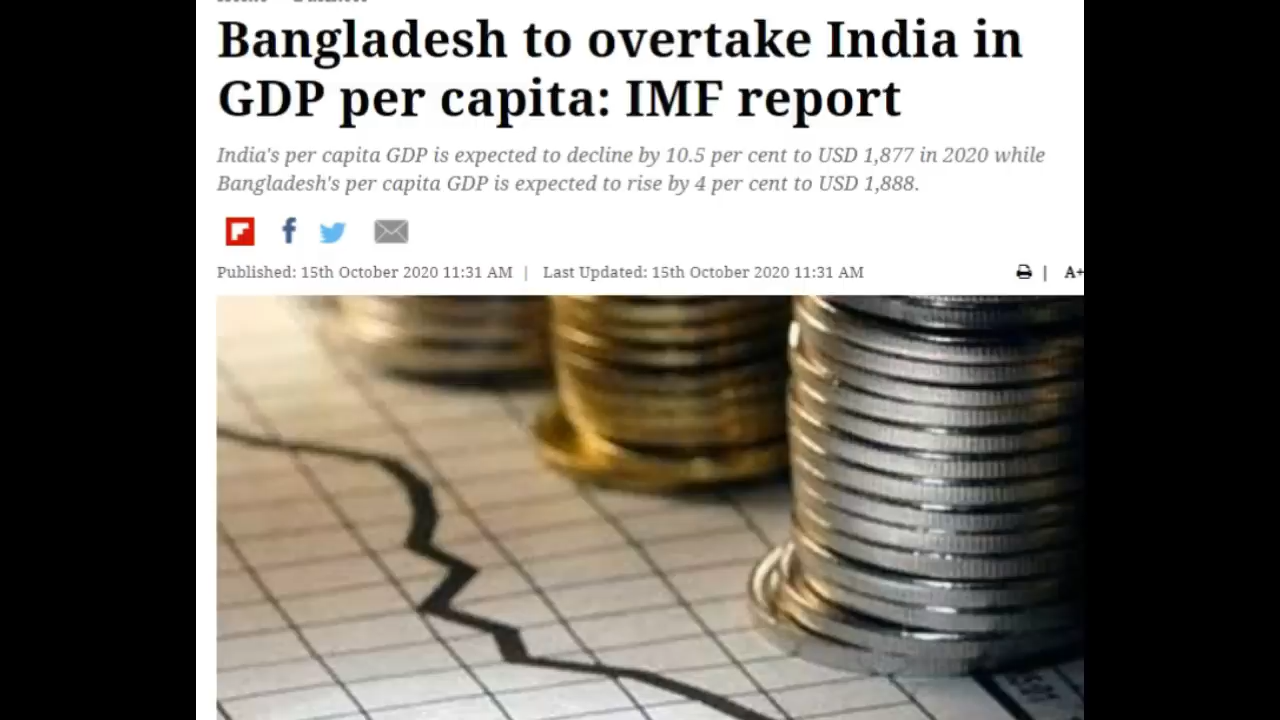 Bangladesh to overtake India in
GDP per capita: IMF report
India's per capita GDP is expected to decline by 10.5 per cent to USD 1,877 in 2020 while
Bangladesh's per capita GDP is expected to rise by 4 per cent to USD 1,888.
Published: 15th October 2020 11:31 AM | Last Updated: 15th October 2020 11:31 AM | A+